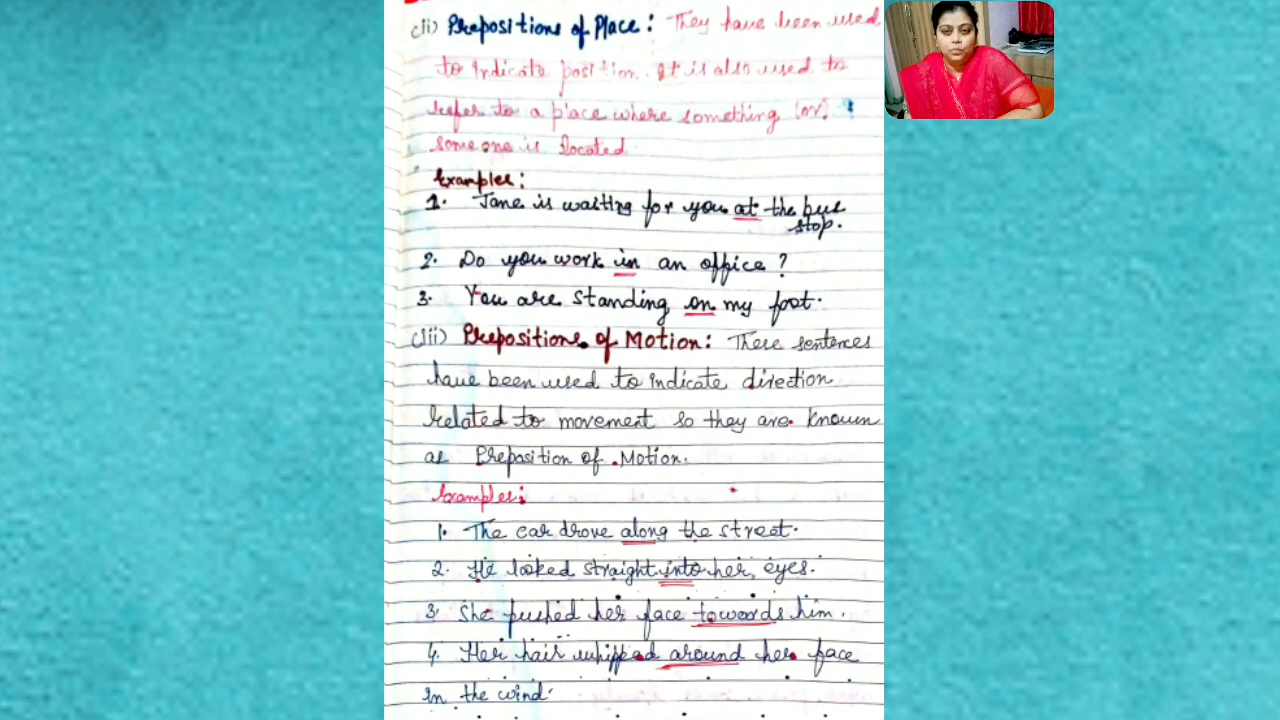 (ii) Prepositions of Place: They have been used
to indicate position. It is also used to
refer to a place where something (or)
someone is located.
Examples:
1. Jane is waiting for you at the bus
stop.
2. Do you work in an office?
3. You are standing on my foot.
(iii) Prepositions of Motion: These sentences
have been used to indicate direction
related to movement so they are known
as Preposition of Motion.
Examples:
1. The car drove along the street.
2. He looked straight into her eyes.
3. She pushed her face towards him.
4. Her hair whipped around her face
in the wind.